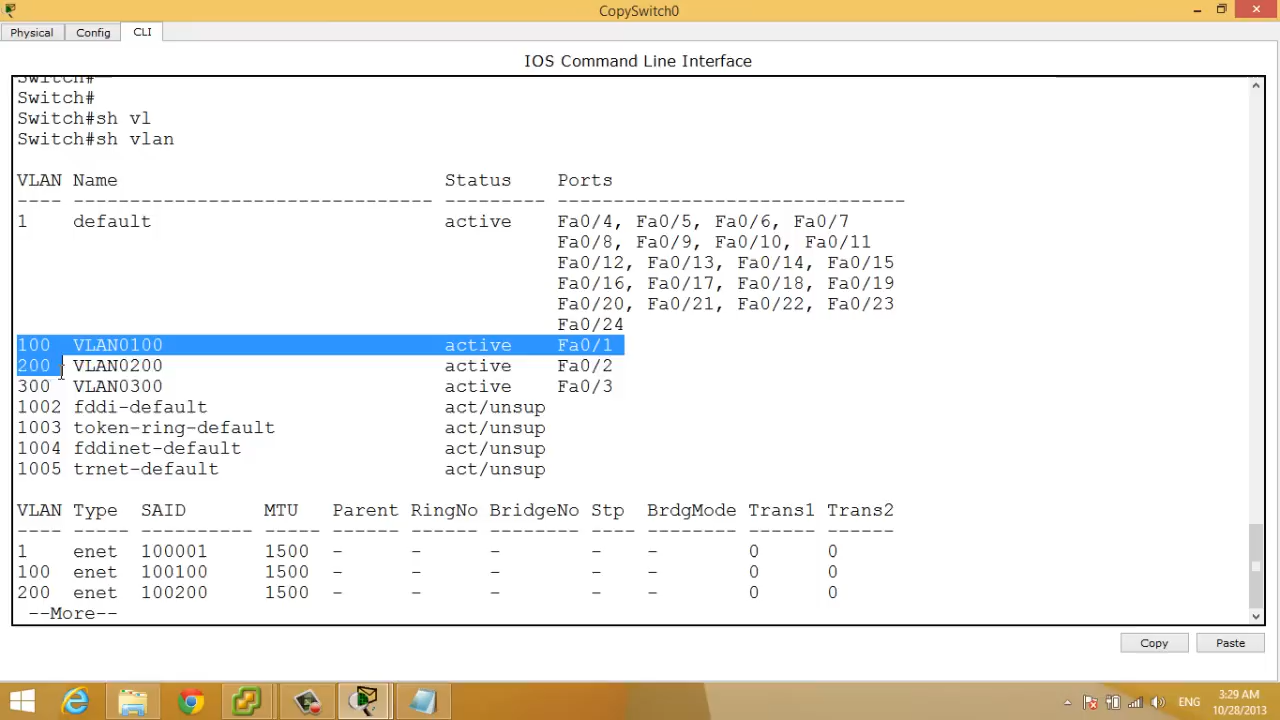 CopySwitch0
Physical Config CLI
IOS Command Line Interface
Switch#
Switch#
Switch#sh vl
Switch#sh vlan
VLAN Name Status Ports
---- -------------------------------- --------- -------------------------------
1 default active Fa0/4, Fa0/5, Fa0/6, Fa0/7
Fa0/8, Fa0/9, Fa0/10, Fa0/11
Fa0/12, Fa0/13, Fa0/14, Fa0/15
Fa0/16, Fa0/17, Fa0/18, Fa0/19
Fa0/20, Fa0/21, Fa0/22, Fa0/23
Fa0/24
100 VLAN0100 active Fa0/1
200 VLAN0200 active Fa0/2
300 VLAN0300 active Fa0/3
1002 fddi-default act/unsup
1003 token-ring-default act/unsup
1004 fddinet-default act/unsup
1005 trnet-default act/unsup
VLAN Type SAID MTU Parent RingNo BridgeNo Stp BrdgMode Trans1 Trans2
---- ----- ---------- ----- ------ ------ -------- ---- -------- ------ ------
1 enet 100001 1500 - - - - - 0 0
100 enet 100100 1500 - - - - - 0 0
200 enet 100200 1500 - - - - - 0 0
--More--
Copy Paste
ENG 3:29 AM
10/28/2013